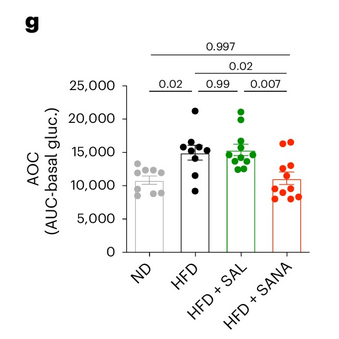 g
0.997
0.02
0.02 0.99 0.007
AOC
(AUC-basal gluc.)
25,000
20,000
15,000
10,000
5,000
0
ND
HFD
HFD + SAL
HFD + SANA